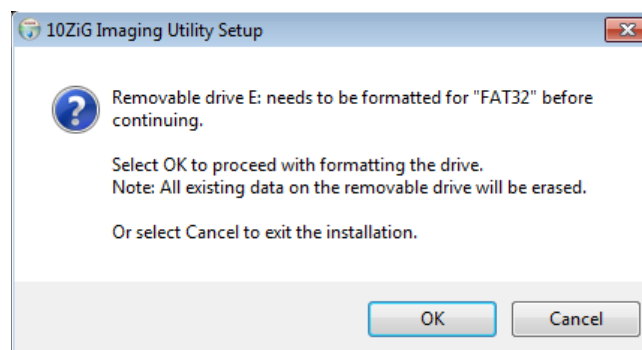 10ZiG Imaging Utility Setup
Removable drive E: needs to be formatted for "FAT32" before
continuing.
Select OK to proceed with formatting the drive.
Note: All existing data on the removable drive will be erased.
Or select Cancel to exit the installation.
OK
Cancel